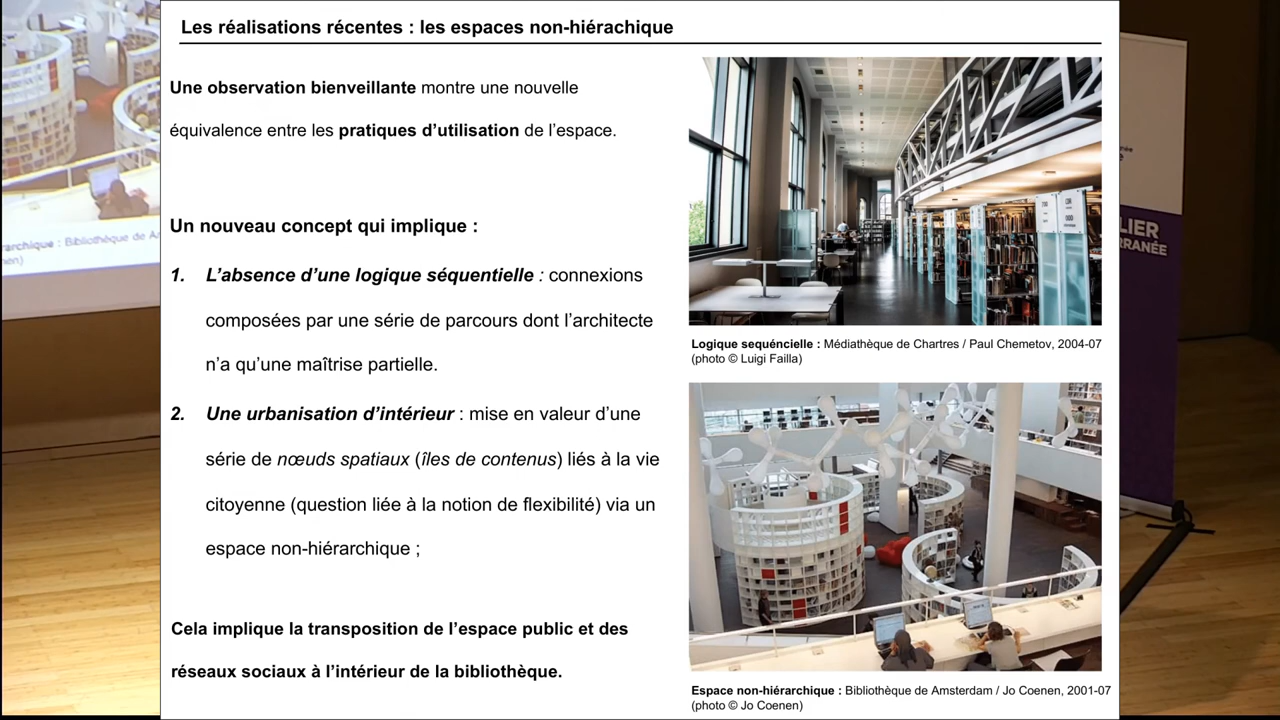 Les réalisations récentes : les espaces non-hiérachique
Une observation bienveillante montre une nouvelle
équivalence entre les pratiques d'utilisation de l'espace.
Un nouveau concept qui implique :
1. L'absence d'une logique séquentielle : connexions
composées par une série de parcours dont l'architecte
n'a qu'une maîtrise partielle.
2. Une urbanisation d'intérieur : mise en valeur d'une
série de nœuds spatiaux (îles de contenus) liés à la vie
citoyenne (question liée à la notion de flexibilité) via un
espace non-hiérarchique ;
Cela implique la transposition de l'espace public et des
réseaux sociaux à l'intérieur de la bibliothèque.
Logique sequéncielle : Médiathèque de Chartres / Paul Chemetov, 2004-07
(photo © Luigi Failla)
Espace non-hiérarchique : Bibliothèque de Amsterdam / Jo Coenen, 2001-07
(photo © Jo Coenen)
archique : Bibliothèque de
LIER
RRANÉE